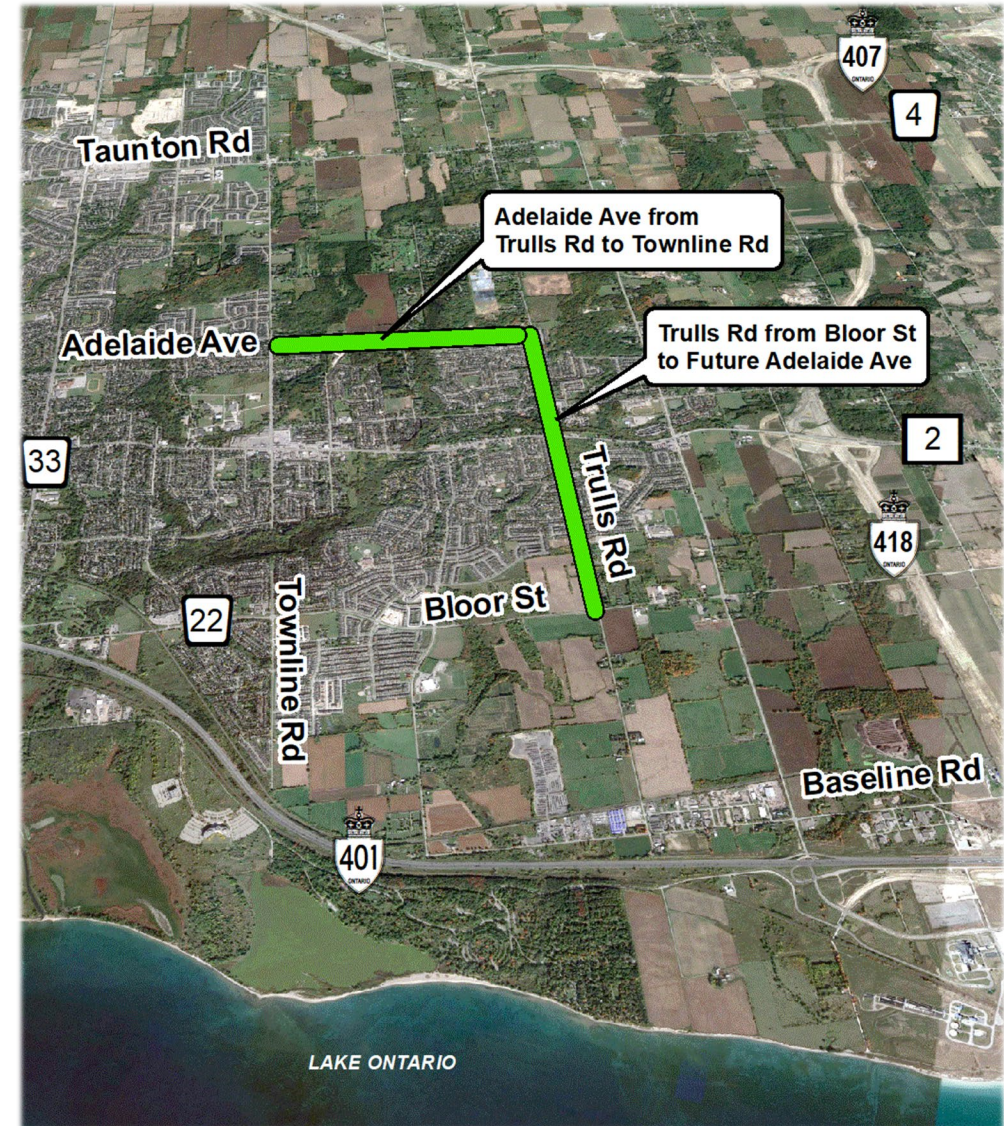 407
ONTARIO
4
Taunton Rd
Adelaide Ave from
Trulls Rd to Townline Rd
Adelaide Ave
Trulls Rd from Bloor St
to Future Adelaide Ave
2
33
Trulls Rd
418
ONTARIO
Bloor St
22
Townline Rd
Baseline Rd
401
ONTARIO
LAKE ONTARIO